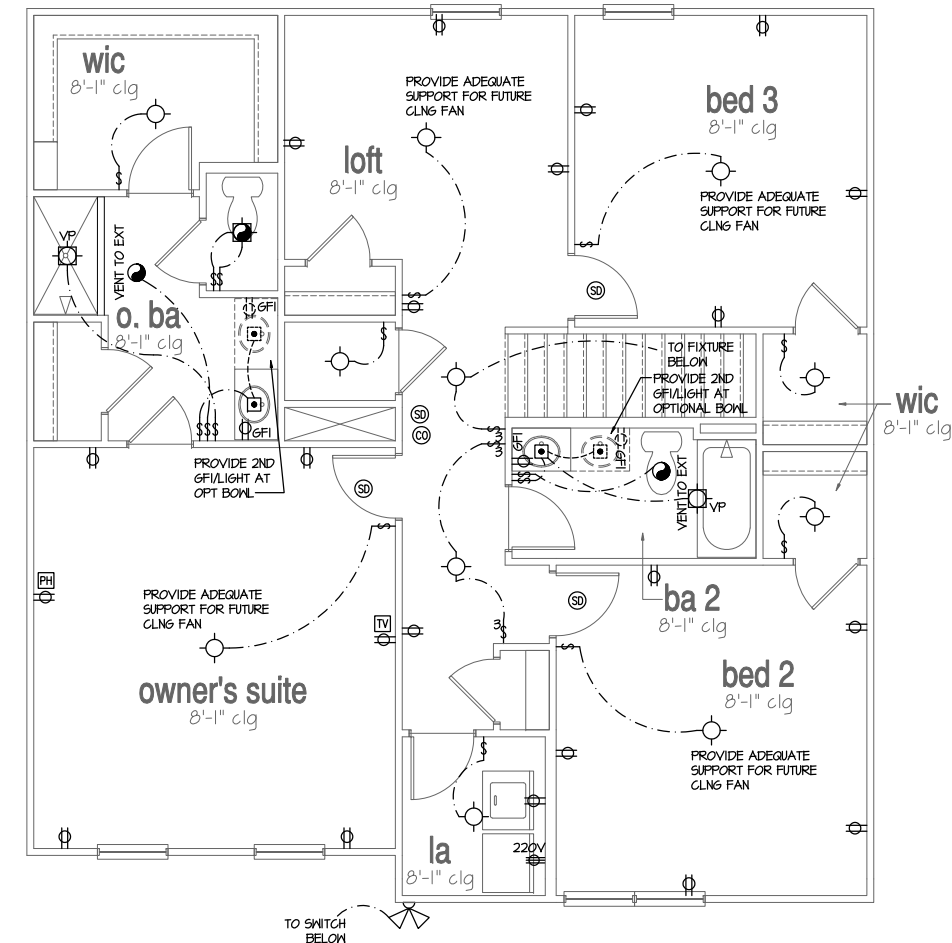 wic
8'-1" clg
PROVIDE ADEQUATE
SUPPORT FOR FUTURE
CLNG FAN
bed 3
8'-1" clg
loft
8'-1" clg
PROVIDE ADEQUATE
SUPPORT FOR FUTURE
CLNG FAN
VP
VENT TO EXT
$
$$
$
$
SD
o. ba
8'-1" clg
GFI
$
$
TO FIXTURE
BELOW
PROVIDE 2ND
GFI/LIGHT AT
OPTIONAL BOWL
wic
8'-1" clg
SD
CO
$$$
GFI
$
3
3
GFI
GFI
$
$
VENT TO EXT
VP
PROVIDE 2ND
GFI/LIGHT AT
OPT BOWL
SD
$
$
PH
PROVIDE ADEQUATE
SUPPORT FOR FUTURE
CLNG FAN
TV
3
$
SD
ba 2
8'-1" clg
$
owner's suite
8'-1" clg
bed 2
8'-1" clg
$
PROVIDE ADEQUATE
SUPPORT FOR FUTURE
CLNG FAN
la
8'-1" clg
220V
TO SWITCH
BELOW